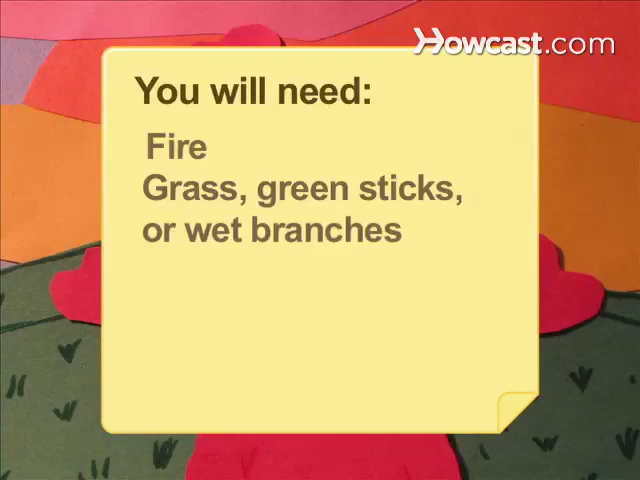 Howcast.com
You will need:
Fire
Grass, green sticks,
or wet branches